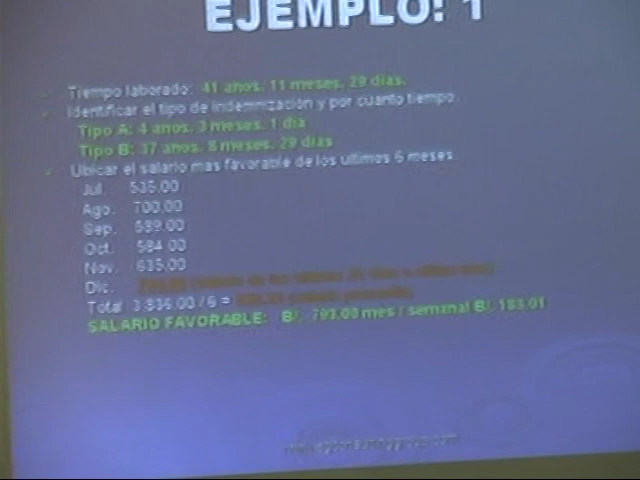 EJEMPLO: 1
Tiempo laborado: 41 anos, 11 meses, 29 dias.
Identificar el tipo de indemnización y por cuanto tiempo.
Tipo A: 4 anos, 3 meses, 1 dia
Tipo B: 37 anos, 8 meses, 29 dias
Ubicar el salario mas favorable de los ultimos 6 meses
Jul. 535.00
Ago. 700.00
Sep. 589.00
Oct. 584.00
Nov. 635.00
Dic.
Total 3,836.00 / 6 =
SALARIO FAVORABLE: B/. 793.00 mes / semanal B/. 183.01